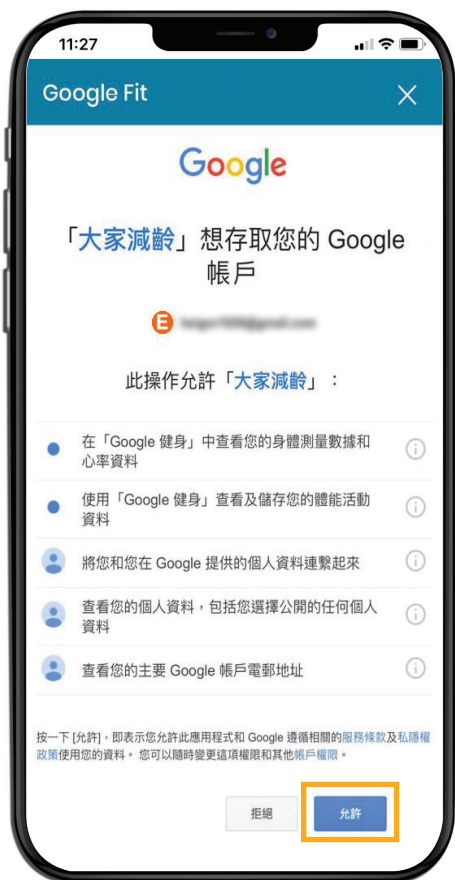 11:27
Google Fit
Google
「大家減齡」想存取您的 Google
帳戶
E
此操作允許「大家減齡」：
在「Google 健身」中查看您的身體測量數據和
心率資料
使用「Google 健身」查看及儲存您的體能活動
資料
將您和您在 Google 提供的個人資料連繫起來
查看您的個人資料，包括您選擇公開的任何個人
資料
查看您的主要 Google 帳戶電郵地址
按一下 [允許]，即表示您允許此應用程式和 Google 遵循相關的服務條款及私隱權
政策使用您的資料。 您可以隨時變更這項權限和其他帳戶權限。
拒絕
允許